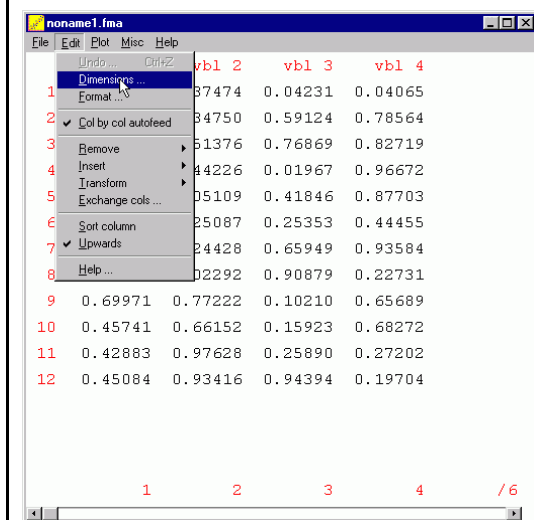 noname1.fma
File Edit Plot Misc Help
Undo ... Ctrl+Z
Dimensions ...
Format ...
Col by col autofeed
Remove
Insert
Transform
Exchange cols ...
Sort column
Upwards
Help ...
vbl 2 vbl 3 vbl 4
1 37474 0.04231 0.04065
2 34750 0.59124 0.78564
3 51376 0.76869 0.82719
4 44226 0.01967 0.96672
5 05109 0.41846 0.87703
6 25087 0.25353 0.44455
7 24428 0.65949 0.93584
8 02292 0.90879 0.22731
9 0.69971 0.77222 0.10210 0.65689
10 0.45741 0.66152 0.15923 0.68272
11 0.42883 0.97628 0.25890 0.27202
12 0.45084 0.93416 0.94394 0.19704
1 2 3 4 /6